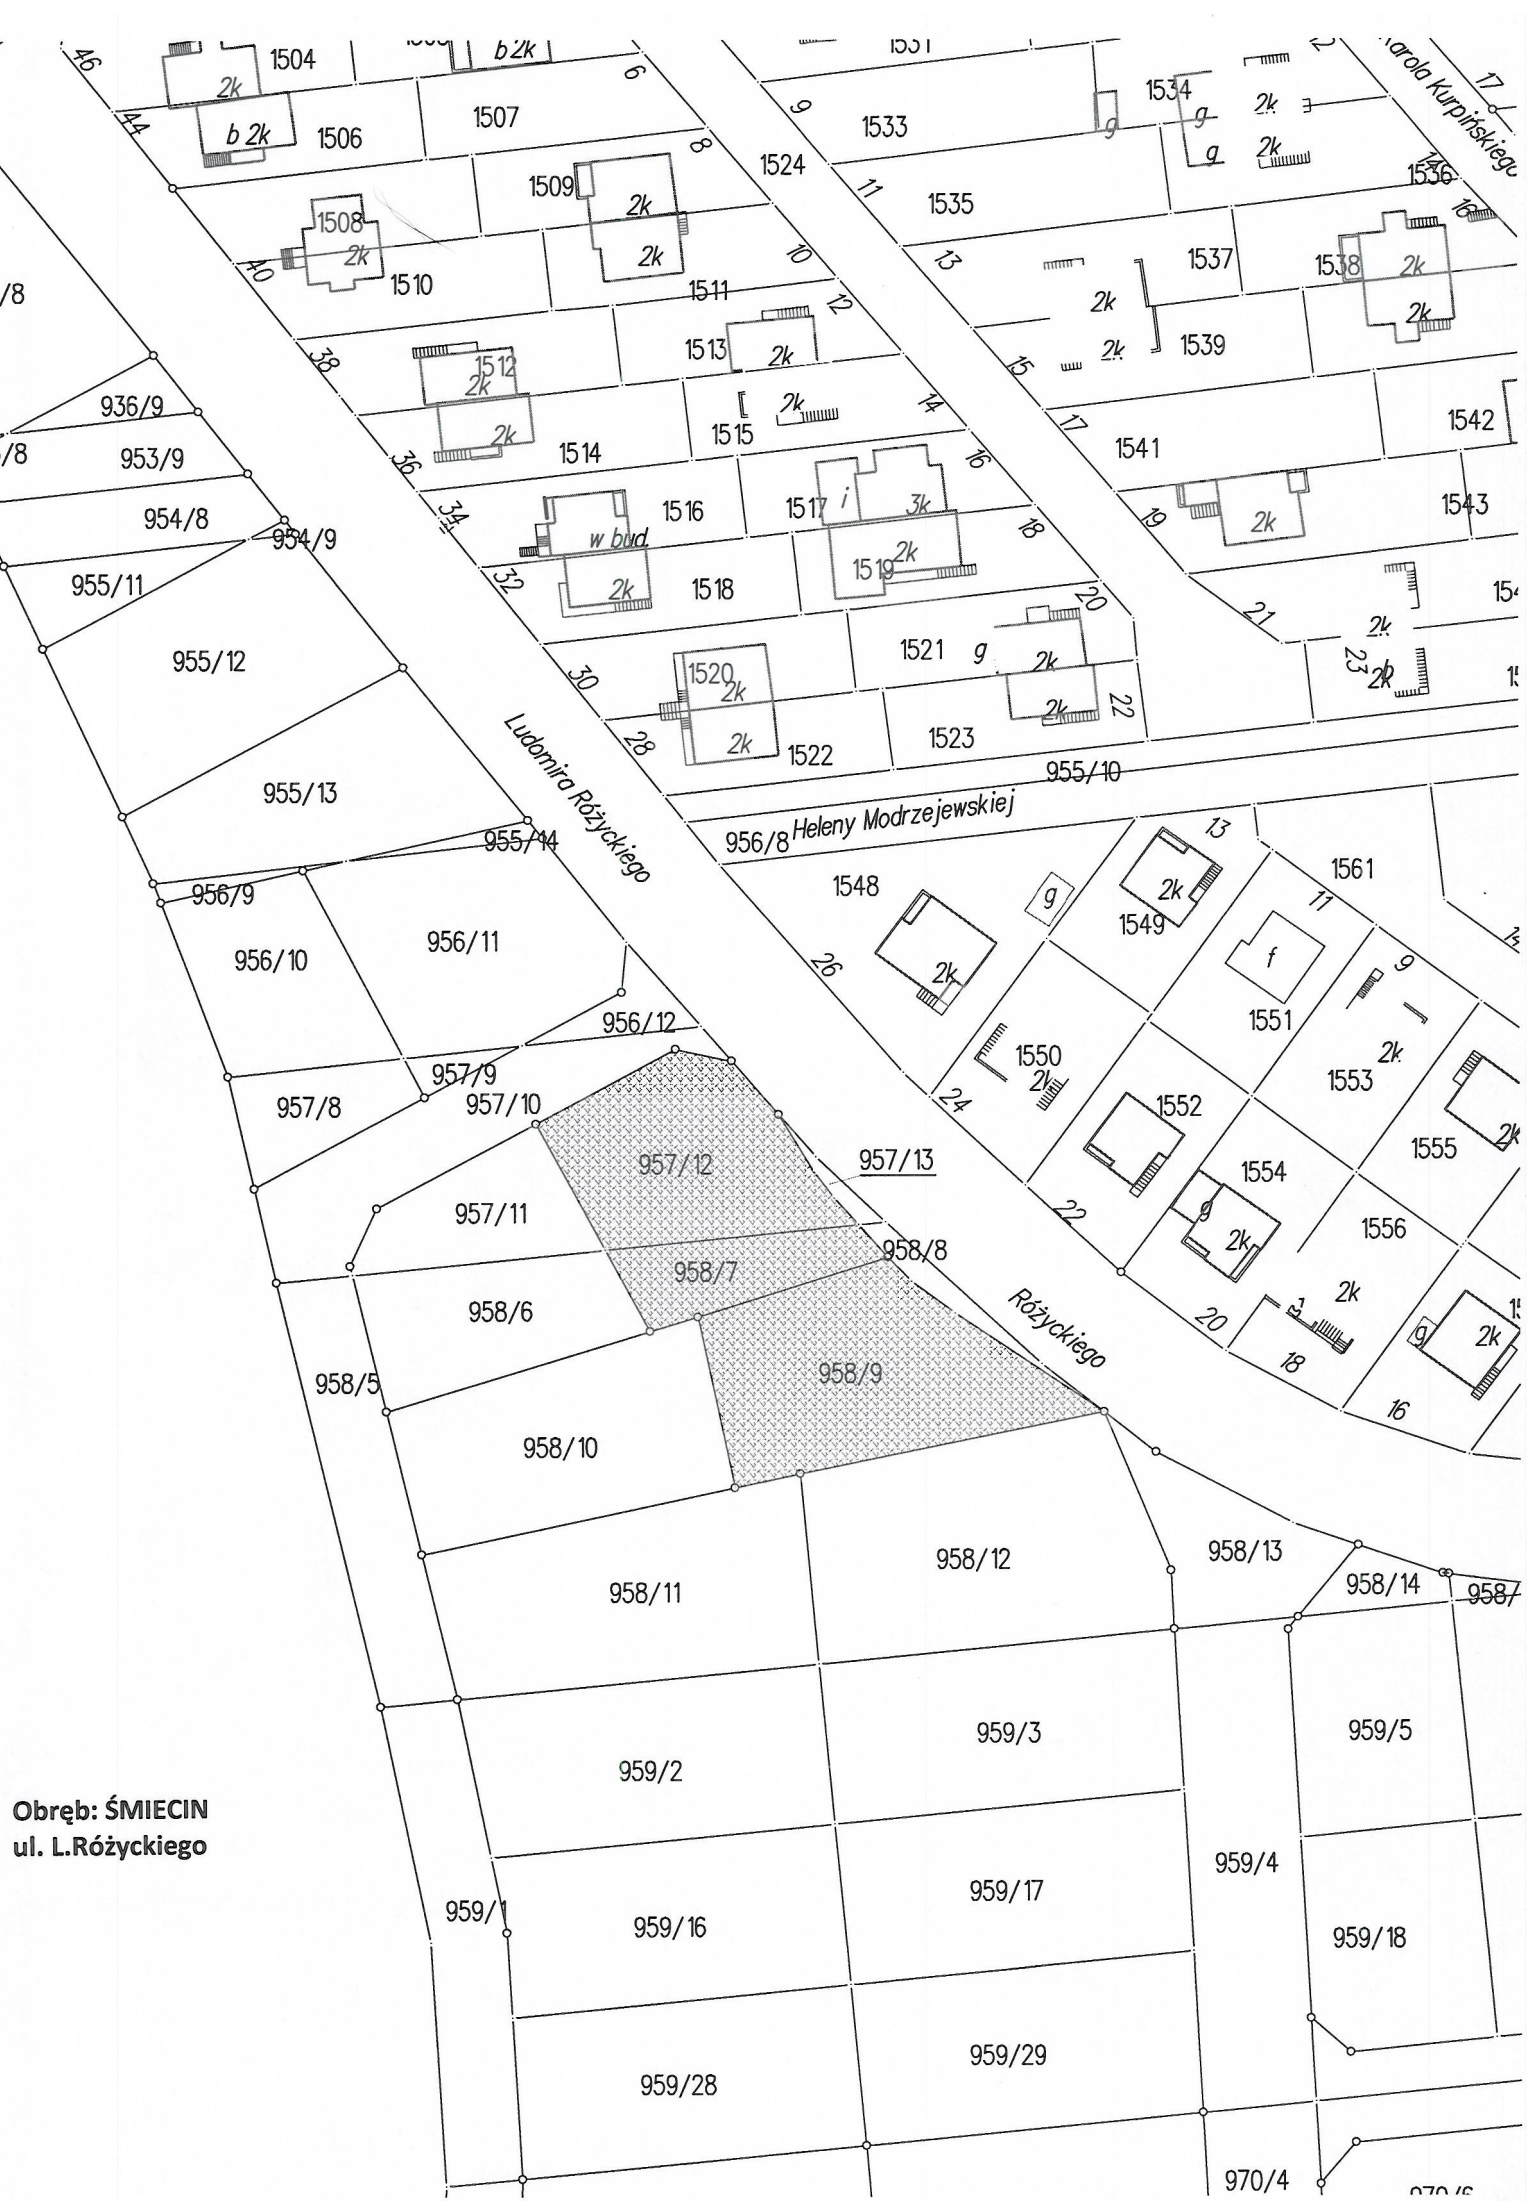 46
1504
b 2k
6
1531
1534
17
Karola Kurpińskiego
2k
44
b 2k
1506
1507
8
9
1533
g
g
g
2k
2k
14
1536
1508
2k
1509
2k
2k
1524
11
1535
16
/8
40
1510
10
13
1537
1538
2k
1511
12
2k
2k
38
1512
2k
1513
2k
15
2k
1539
936/9
2k
1515
2k
14
17
1541
1542
/8
953/9
36
1514
16
954/8
34
1516
1517
i
3k
18
19
2k
1543
954/9
w bud.
2k
955/11
32
2k
1518
1519
20
21
2k
955/12
30
1520
2k
1521
g
2k
23
2k
b
28
2k
1522
1523
2k
22
955/13
Ludomira Różyckiego
955/10
Heleny Modrzejewskiej
956/8
955/14
13
956/9
1548
g
2k
1549
1561
11
956/10
956/11
26
2k
f
9
956/12
1551
1550
2k
2k
1553
957/9
957/8
957/10
24
1552
2k
1555
957/12
957/13
1554
957/11
22
g
2k
1556
958/7
958/8
958/6
Różyckiego
20
2k
18
g
2k
958/5
958/9
16
958/10
958/12
958/13
958/14
958/
958/11
959/3
959/5
959/2
Obręb: ŚMIECIN
ul. L.Różyckiego
959/4
959/1
959/17
959/16
959/18
959/29
959/28
970/4
970/6